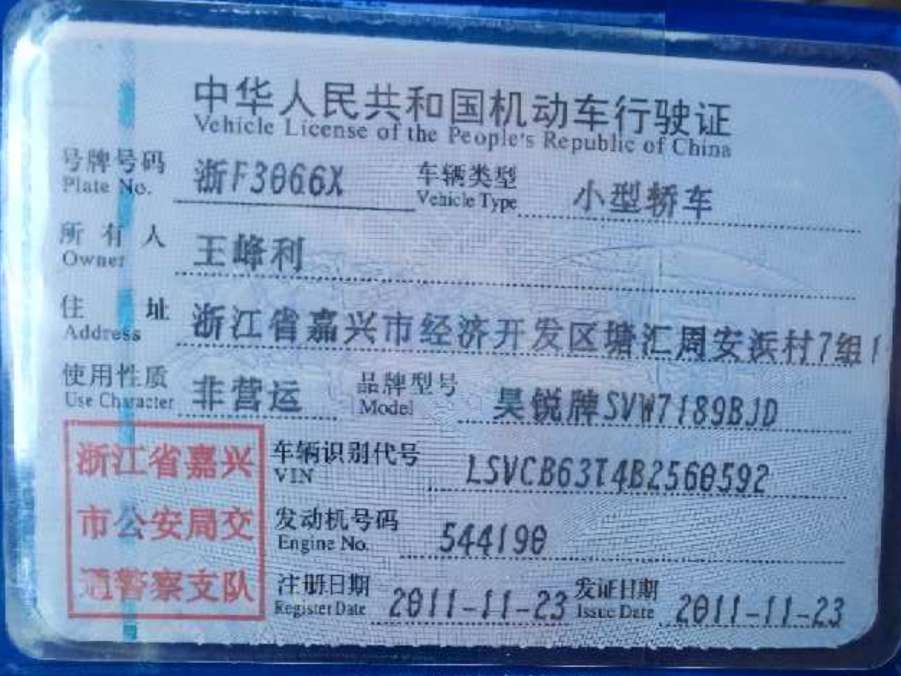 中华人民共和国机动车行驶证
Vehicle License of the People's Republic of China
号牌号码 浙F3066X 车辆类型 小型轿车
Plate No. Vehicle Type
所有人 王峰利
Owner
住址 浙江省嘉兴市经济开发区塘汇周安浜村7组1
Address
使用性质 非营运 品牌型号 昊锐牌SVW7189BJD
Use Character Model
浙江省嘉兴
市公安局交
通警察支队
车辆识别代号 LSVCB63T4B2560592
VIN
发动机号码 544190
Engine No.
注册日期 2011-11-23 发证日期 2011-11-23
Register Date Issue Date